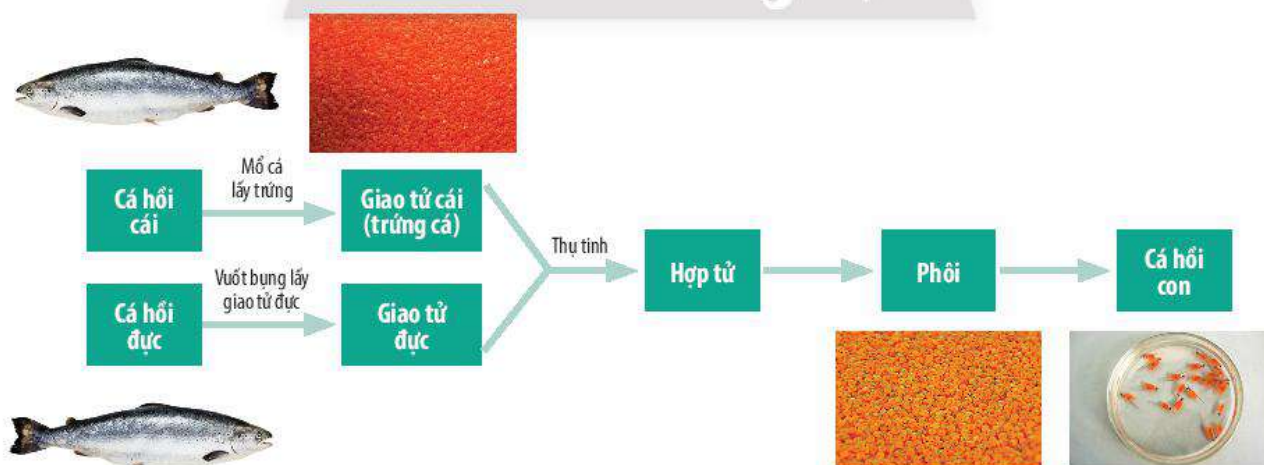 Mổ cá
lấy trứng
Cá hồi
cái
Giao tử cái
(trứng cá)
Thụ tinh
Hợp tử
Phôi
Cá hồi
con
Vuốt bụng lấy
giao tử đực
Cá hồi
đực
Giao tử
đực